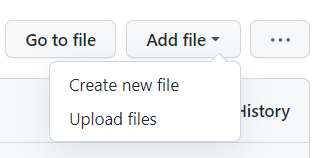 Go to file Add file ...
Create new file
History
Upload files